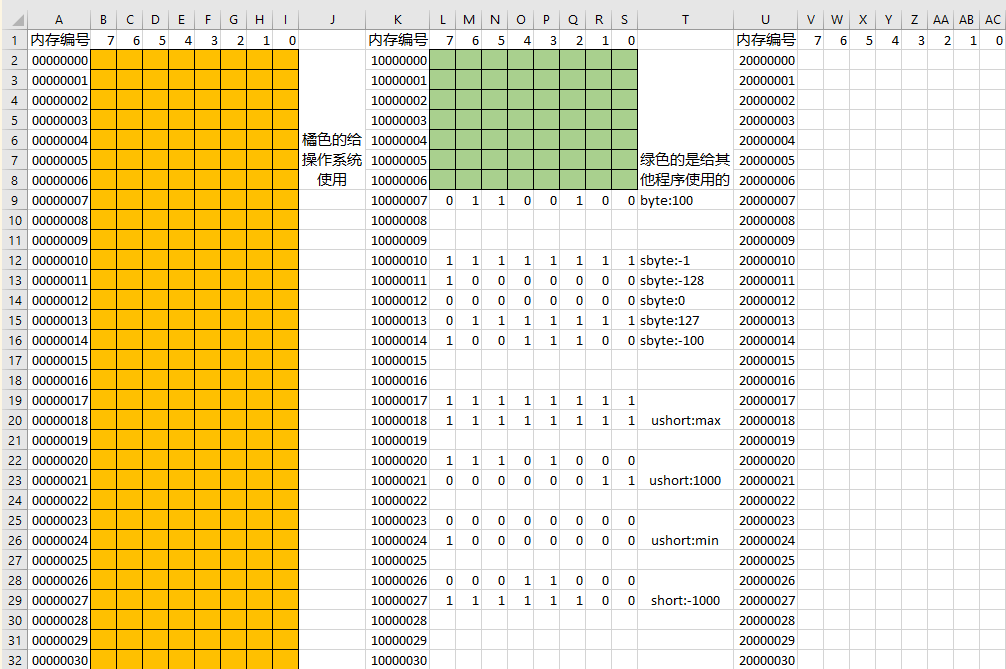 A B C D E F G H I J K L M N O P Q R S T U V W X Y Z AA AB AC
1 内存编号 7 6 5 4 3 2 1 0 内存编号 7 6 5 4 3 2 1 0 内存编号 7 6 5 4 3 2 1 0
2 00000000 10000000 20000000
3 00000001 10000001 20000001
4 00000002 10000002 20000002
5 00000003 10000003 20000003
6 00000004 橘色的给 10000004 20000004
7 00000005 操作系统 10000005 绿色的是给其 20000005
8 00000006 使用 10000006 他程序使用的 20000006
9 00000007 10000007 0 1 1 0 0 1 0 0 byte:100 20000007
10 00000008 10000008 20000008
11 00000009 10000009 20000009
12 00000010 10000010 1 1 1 1 1 1 1 1 sbyte:-1 20000010
13 00000011 10000011 1 0 0 0 0 0 0 0 sbyte:-128 20000011
14 00000012 10000012 0 0 0 0 0 0 0 0 sbyte:0 20000012
15 00000013 10000013 0 1 1 1 1 1 1 1 sbyte:127 20000013
16 00000014 10000014 1 0 0 1 1 1 0 0 sbyte:-100 20000014
17 00000015 10000015 20000015
18 00000016 10000016 20000016
19 00000017 10000017 1 1 1 1 1 1 1 1 20000017
20 00000018 10000018 1 1 1 1 1 1 1 1 ushort:max 20000018
21 00000019 10000019 20000019
22 00000020 10000020 1 1 1 0 1 0 0 0 20000020
23 00000021 10000021 0 0 0 0 0 0 1 1 ushort:1000 20000021
24 00000022 10000022 20000022
25 00000023 10000023 0 0 0 0 0 0 0 0 20000023
26 00000024 10000024 1 0 0 0 0 0 0 0 ushort:min 20000024
27 00000025 10000025 20000025
28 00000026 10000026 0 0 0 1 1 0 0 0 20000026
29 00000027 10000027 1 1 1 1 1 1 0 0 short:-1000 20000027
30 00000028 10000028 20000028
31 00000029 10000029 20000029
32 00000030 10000030 20000030